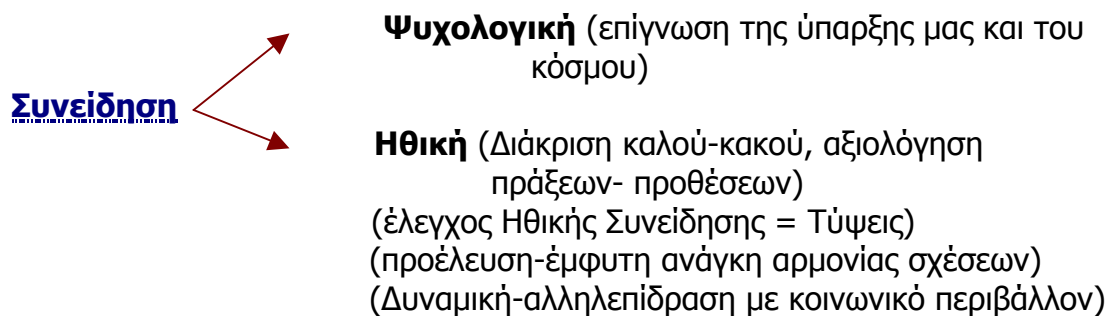 Ψυχολογική (επίγνωση της ύπαρξης μας και του
κόσμου)
Συνείδηση
Ηθική (Διάκριση καλού-κακού, αξιολόγηση
πράξεων- προθέσεων)
(έλεγχος Ηθικής Συνείδησης = Τύψεις)
(προέλευση-έμφυτη ανάγκη αρμονίας σχέσεων)
(Δυναμική-αλληλεπίδραση με κοινωνικό περιβάλλον)